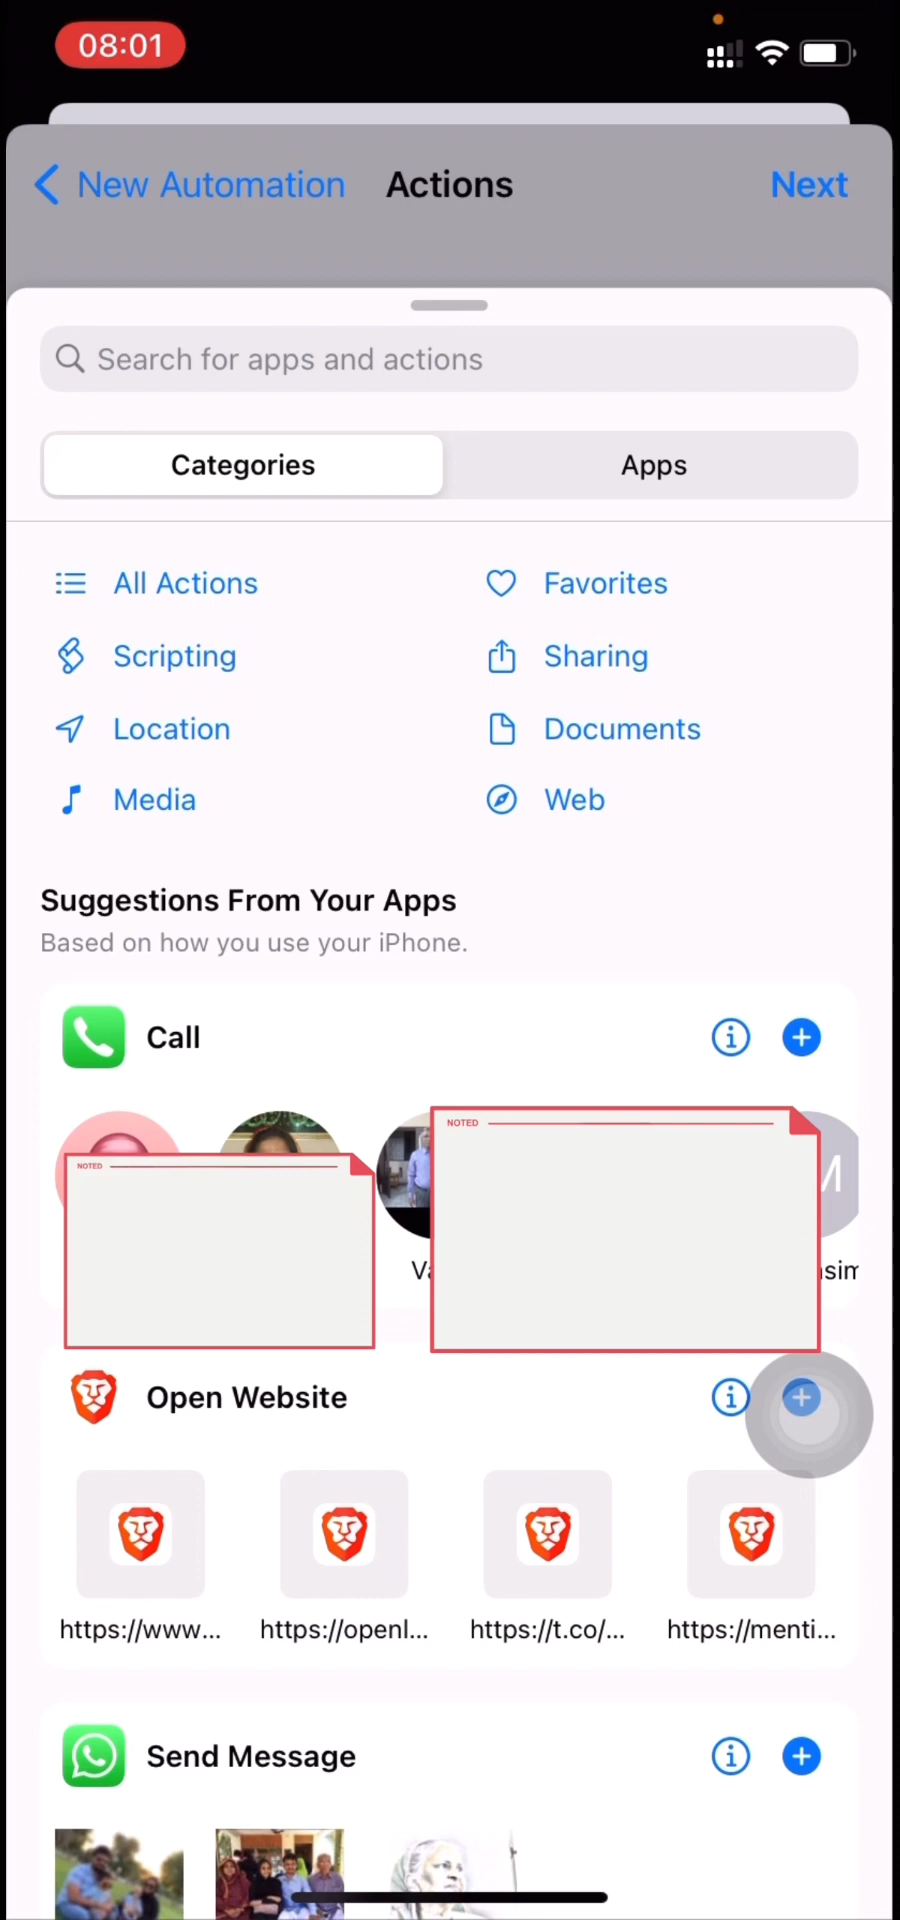 08:01
New Automation
Actions
Next
Search for apps and actions
Categories
Apps
All Actions
Favorites
Scripting
Sharing
Location
Documents
Media
Web
Suggestions From Your Apps
Based on how you use your iPhone.
Call
NOTED
NOTED
M
Open Website
https://www...
https://openl...
https://t.co/...
https://menti...
Send Message